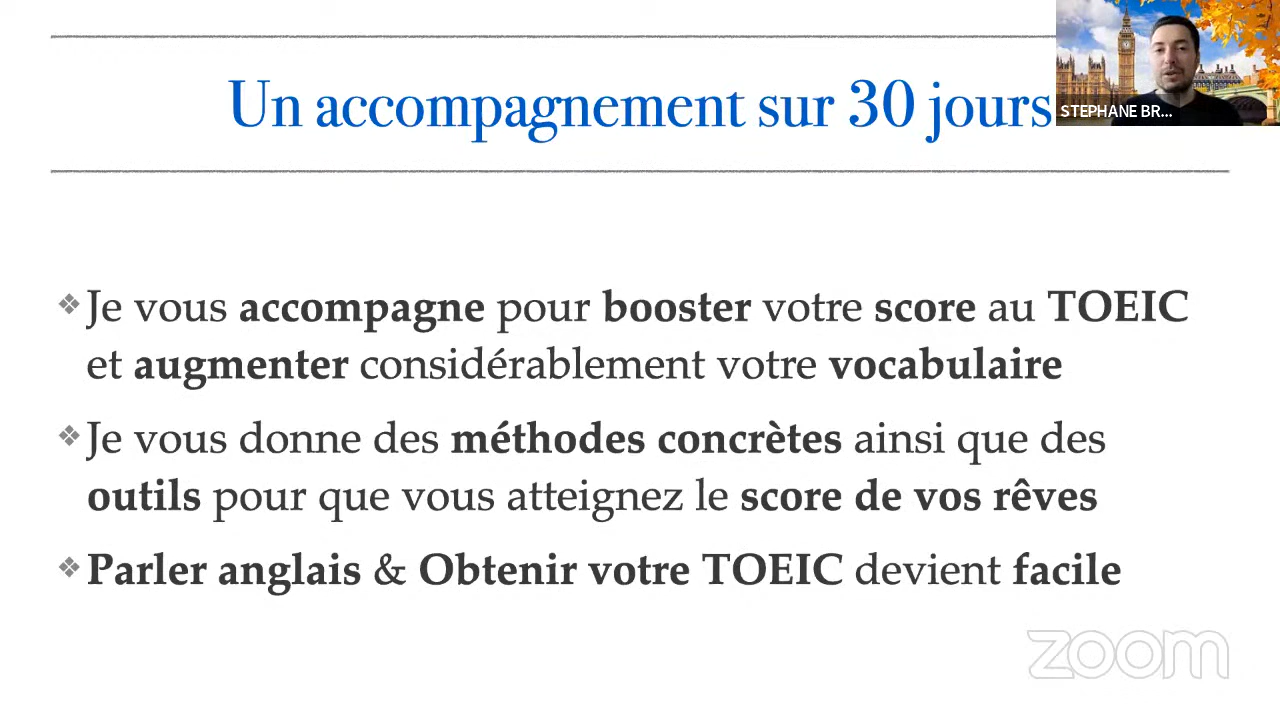 Un accompagnement sur 30 jours
STEPHANE BR...
❖ Je vous accompagne pour booster votre score au TOEIC
et augmenter considérablement votre vocabulaire
❖ Je vous donne des méthodes concrètes ainsi que des
outils pour que vous atteignez le score de vos rêves
❖ Parler anglais & Obtenir votre TOEIC devient facile
zoom